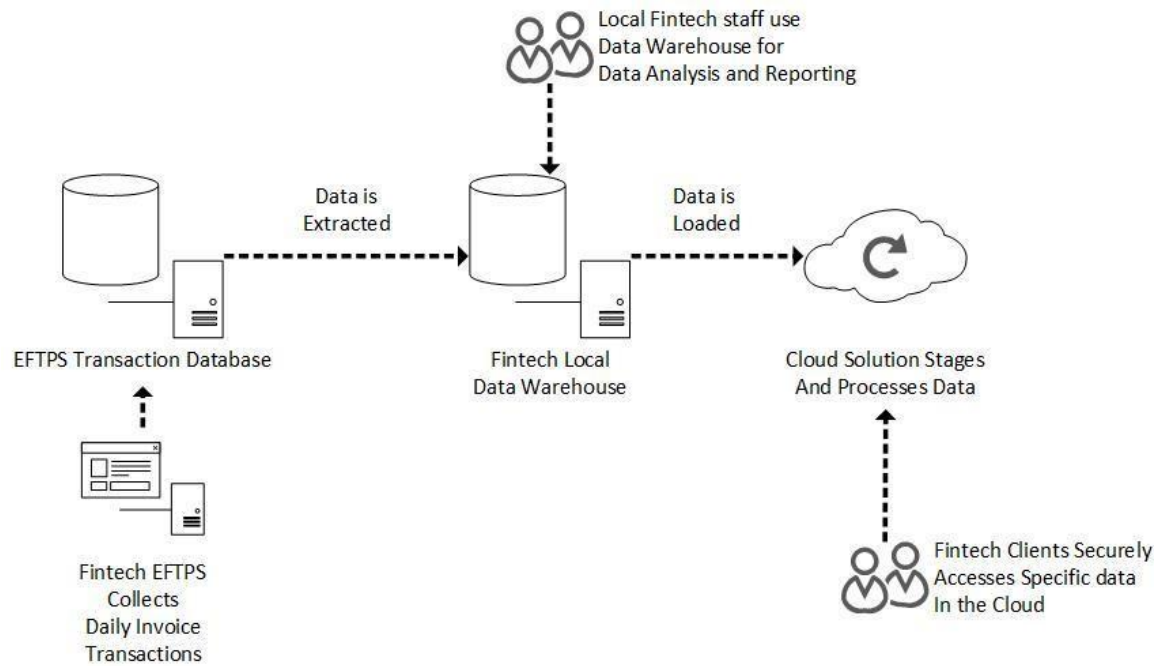 Local Fintech staff use
Data Warehouse for
Data Analysis and Reporting
Data is
Extracted
Data is
Loaded
EFTPS Transaction Database
Fintech Local
Data Warehouse
Cloud Solution Stages
And Processes Data
Fintech EFTPS
Collects
Daily Invoice
Transactions
Fintech Clients Securely
Accesses Specific data
In the Cloud